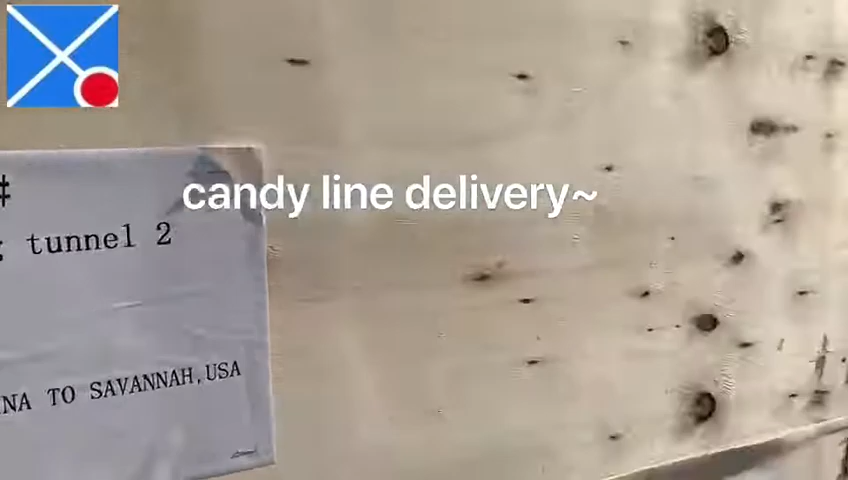 candy line delivery~
#
: tunnel 2
NA TO SAVANNAH, USA